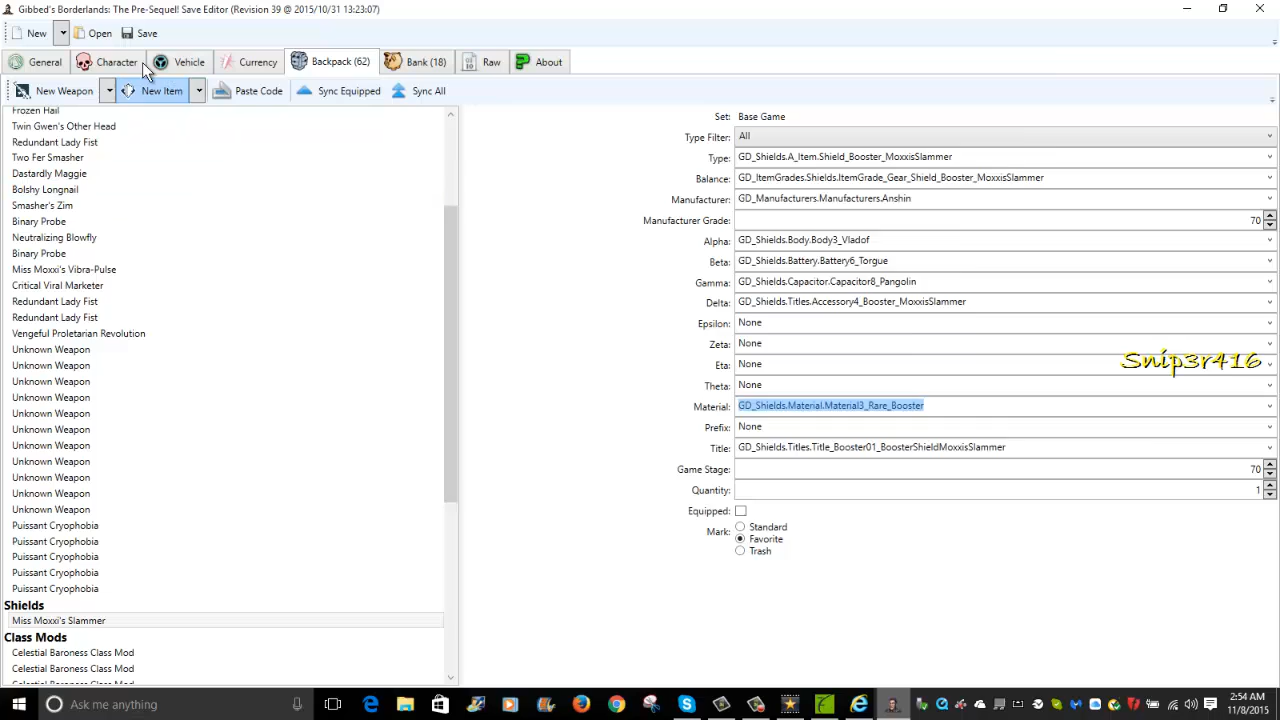 Gibbed's Borderlands: The Pre-Sequel! Save Editor (Revision 39 @ 2015/10/31 13:23:07)
New Open Save
General Character Vehicle Currency Backpack (62) Bank (18) Raw About
New Weapon New Item Paste Code Sync Equipped Sync All
Frozen Hail
Twin Gwen's Other Head
Redundant Lady Fist
Two Fer Smasher
Dastardly Maggie
Bolshy Longnail
Smasher's Zim
Binary Probe
Neutralizing Blowfly
Binary Probe
Miss Moxxi's Vibra-Pulse
Critical Viral Marketer
Redundant Lady Fist
Redundant Lady Fist
Vengeful Proletarian Revolution
Unknown Weapon
Unknown Weapon
Unknown Weapon
Unknown Weapon
Unknown Weapon
Unknown Weapon
Unknown Weapon
Unknown Weapon
Unknown Weapon
Unknown Weapon
Unknown Weapon
Puissant Cryophobia
Puissant Cryophobia
Puissant Cryophobia
Puissant Cryophobia
Puissant Cryophobia
Shields
Miss Moxxi's Slammer
Class Mods
Celestial Baroness Class Mod
Celestial Baroness Class Mod
Set: Base Game
Type Filter: All
Type: GD_Shields.A_Item.Shield_Booster_MoxxisSlammer
Balance: GD_ItemGrades.Shields.ItemGrade_Gear_Shield_Booster_MoxxisSlammer
Manufacturer: GD_Manufacturers.Manufacturers.Anshin
Manufacturer Grade: 70
Alpha: GD_Shields.Body.Body3_Vladof
Beta: GD_Shields.Battery.Battery6_Torgue
Gamma: GD_Shields.Capacitor.Capacitor8_Pangolin
Delta: GD_Shields.Titles.Accessory4_Booster_MoxxisSlammer
Epsilon: None
Zeta: None
Eta: None
Snip3r416
Theta: None
Material: GD_Shields.Material.Material3_Rare_Booster
Prefix: None
Title: GD_Shields.Titles.Title_Booster01_BoosterShieldMoxxisSlammer
Game Stage: 70
Quantity: 1
Equipped:
Mark: Standard
Favorite
Trash
Ask me anything
2:54 AM
11/8/2015